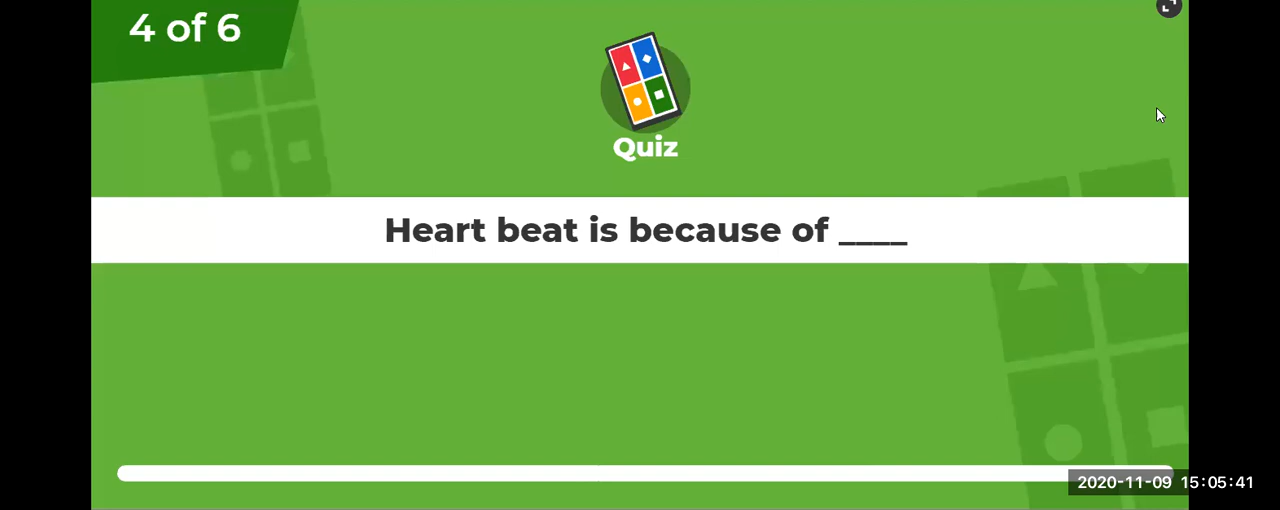 4 of 6
Quiz
Heart beat is because of ____
2020-11-09 15:05:41